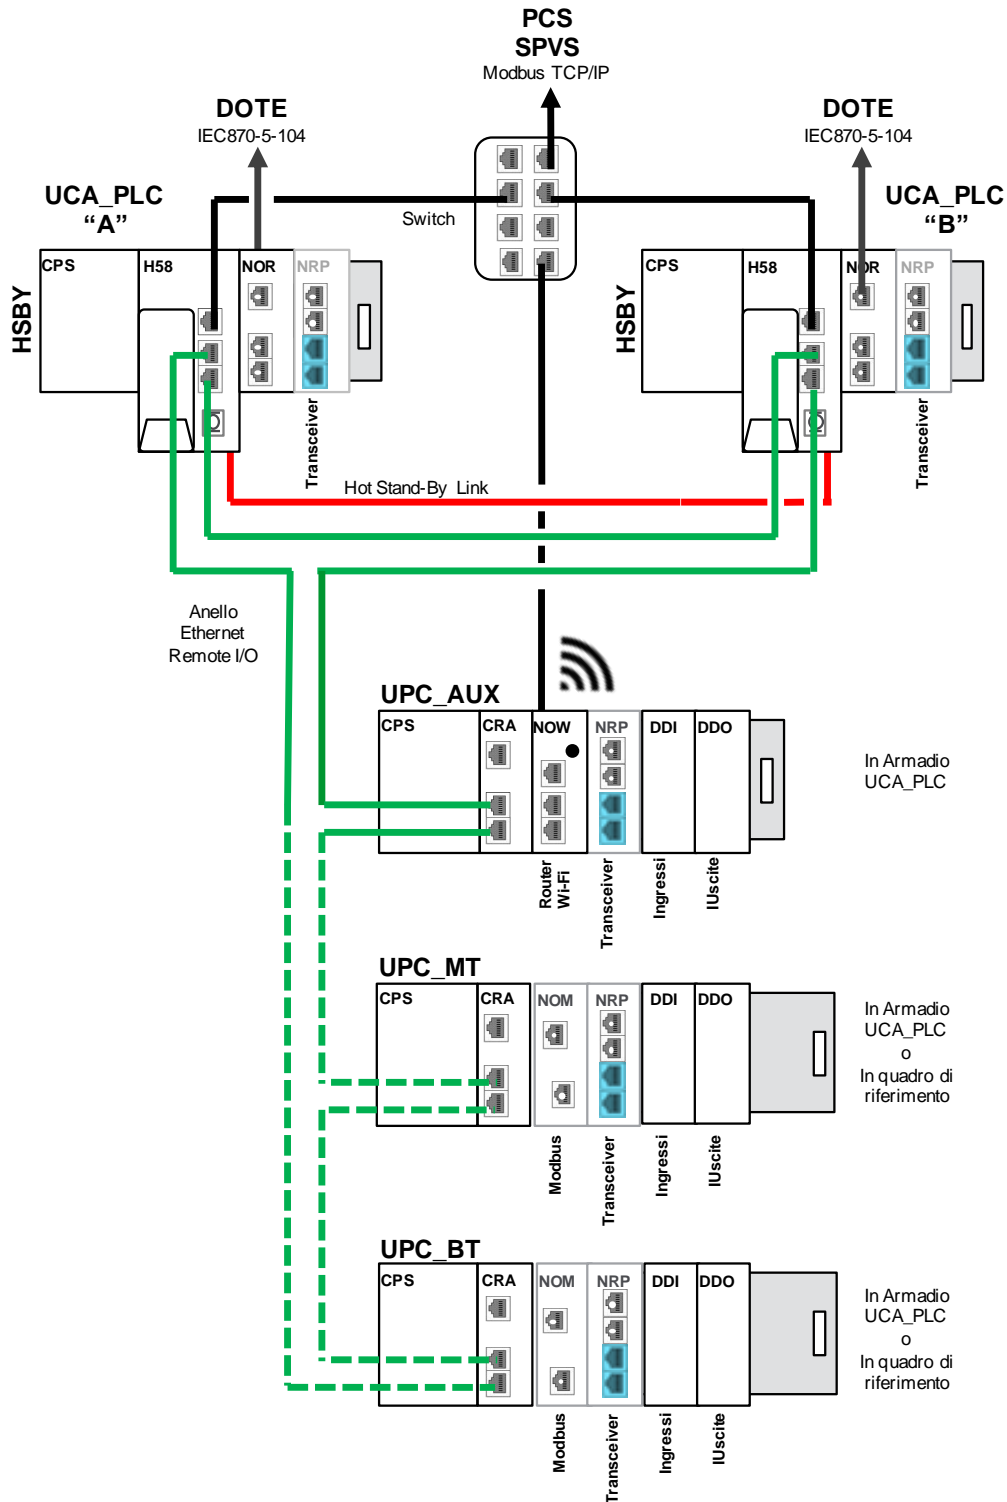 PCS
SPVS
Modbus TCP/IP
DOTE
IEC870-5-104
DOTE
IEC870-5-104
UCA_PLC
“A”
Switch
UCA_PLC
“B”
HSBY
CPS
H58
NOR
NRP
Transceiver
HSBY
CPS
H58
NOR
NRP
Transceiver
Hot Stand-By Link
Anello
Ethernet
Remote I/O
UPC_AUX
CPS
CRA
NOW
NRP
DDI
DDO
Router
Wi-Fi
Transceiver
Ingressi
IUscite
In Armadio
UCA_PLC
UPC_MT
CPS
CRA
NOM
NRP
DDI
DDO
Modbus
Transceiver
Ingressi
IUscite
In Armadio
UCA_PLC
o
In quadro di
riferimento
UPC_BT
CPS
CRA
NOM
NRP
DDI
DDO
Modbus
Transceiver
Ingressi
IUscite
In Armadio
UCA_PLC
o
In quadro di
riferimento